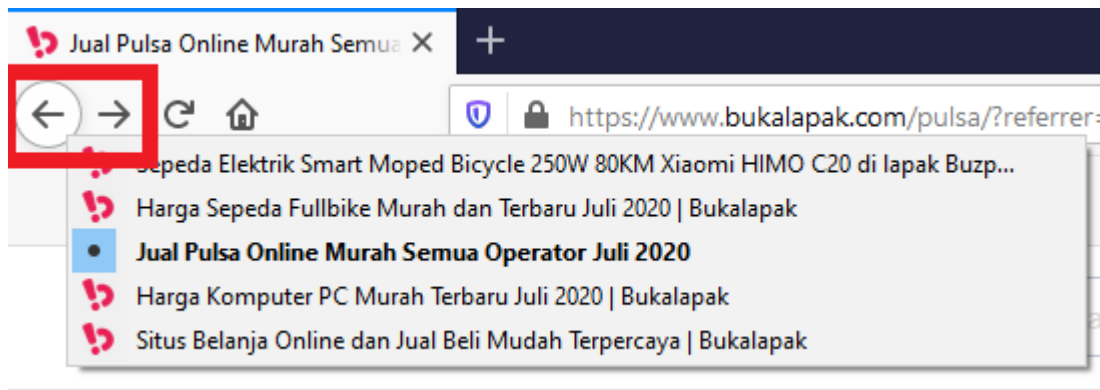 Jual Pulsa Online Murah Semua
https://www.bukalapak.com/pulsa/?referrer=
Sepeda Elektrik Smart Moped Bicycle 250W 80KM Xiaomi HIMO C20 di lapak Buzp...
Harga Sepeda Fullbike Murah dan Terbaru Juli 2020 | Bukalapak
Jual Pulsa Online Murah Semua Operator Juli 2020
Harga Komputer PC Murah Terbaru Juli 2020 | Bukalapak
Situs Belanja Online dan Jual Beli Mudah Terpercaya | Bukalapak